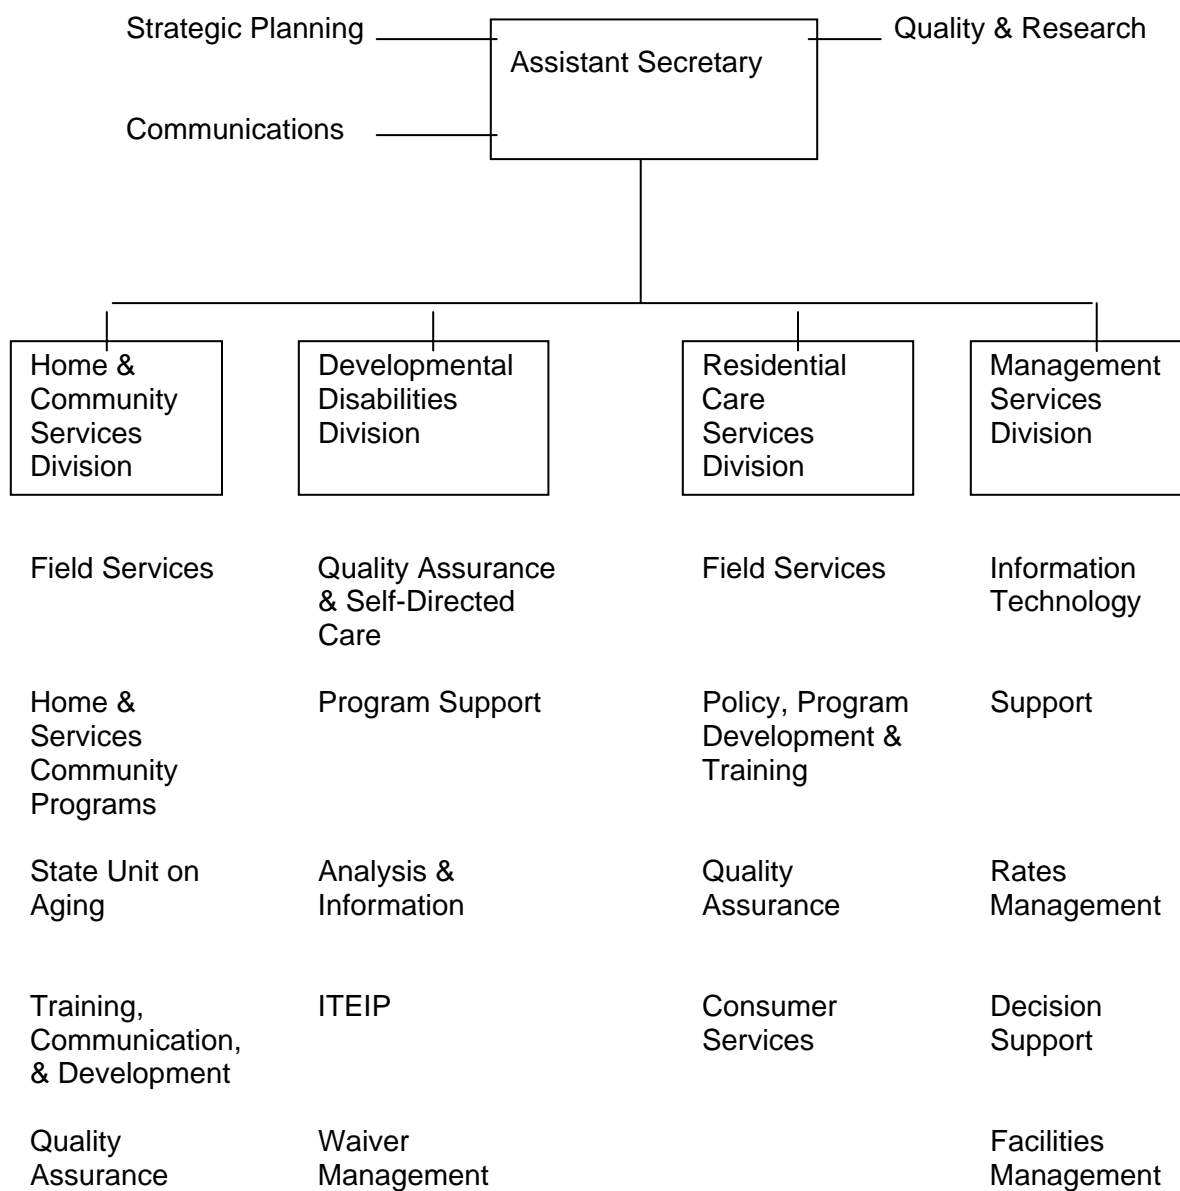 Strategic Planning
Quality & Research
Assistant Secretary
Communications
Home &
Community
Services
Division
Developmental
Disabilities
Division
Residential
Care
Services
Division
Management
Services
Division
Field Services
Quality Assurance
& Self-Directed
Care
Field Services
Information
Technology
Home &
Services
Community
Programs
Program Support
Policy, Program
Development &
Training
Support
State Unit on
Aging
Analysis &
Information
Quality
Assurance
Rates
Management
Training,
Communication,
& Development
ITEIP
Consumer
Services
Decision
Support
Quality
Assurance
Waiver
Management
Facilities
Management